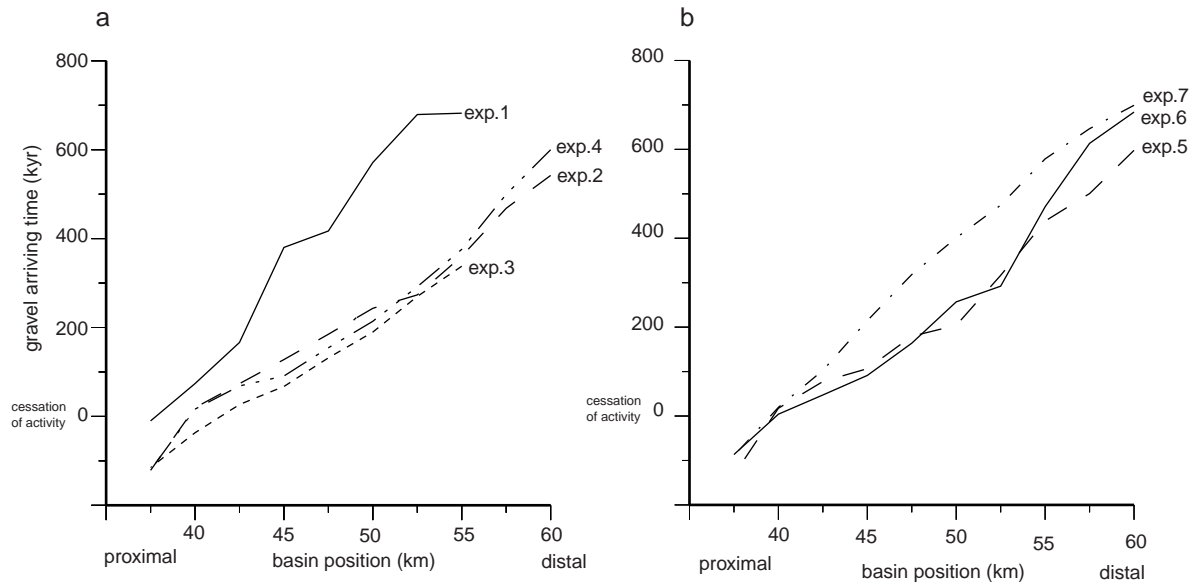 a
800
600
400
200
0
gravel arriving time (kyr)
cessation
of activity
exp.1
exp.4
exp.2
exp.3
40
45
50
55
60
proximal
basin position (km)
distal
b
800
600
400
200
0
cessation
of activity
exp.7
exp.6
exp.5
40
45
50
55
60
proximal
basin position (km)
distal